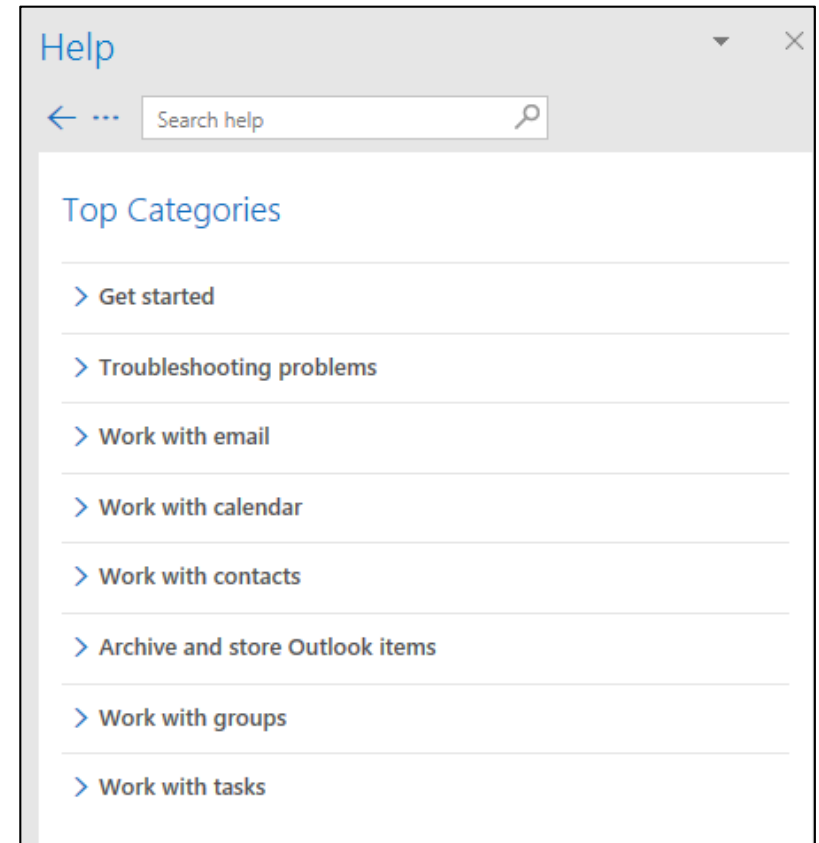 Help
Search help
Top Categories
Get started
Troubleshooting problems
Work with email
Work with calendar
Work with contacts
Archive and store Outlook items
Work with groups
Work with tasks